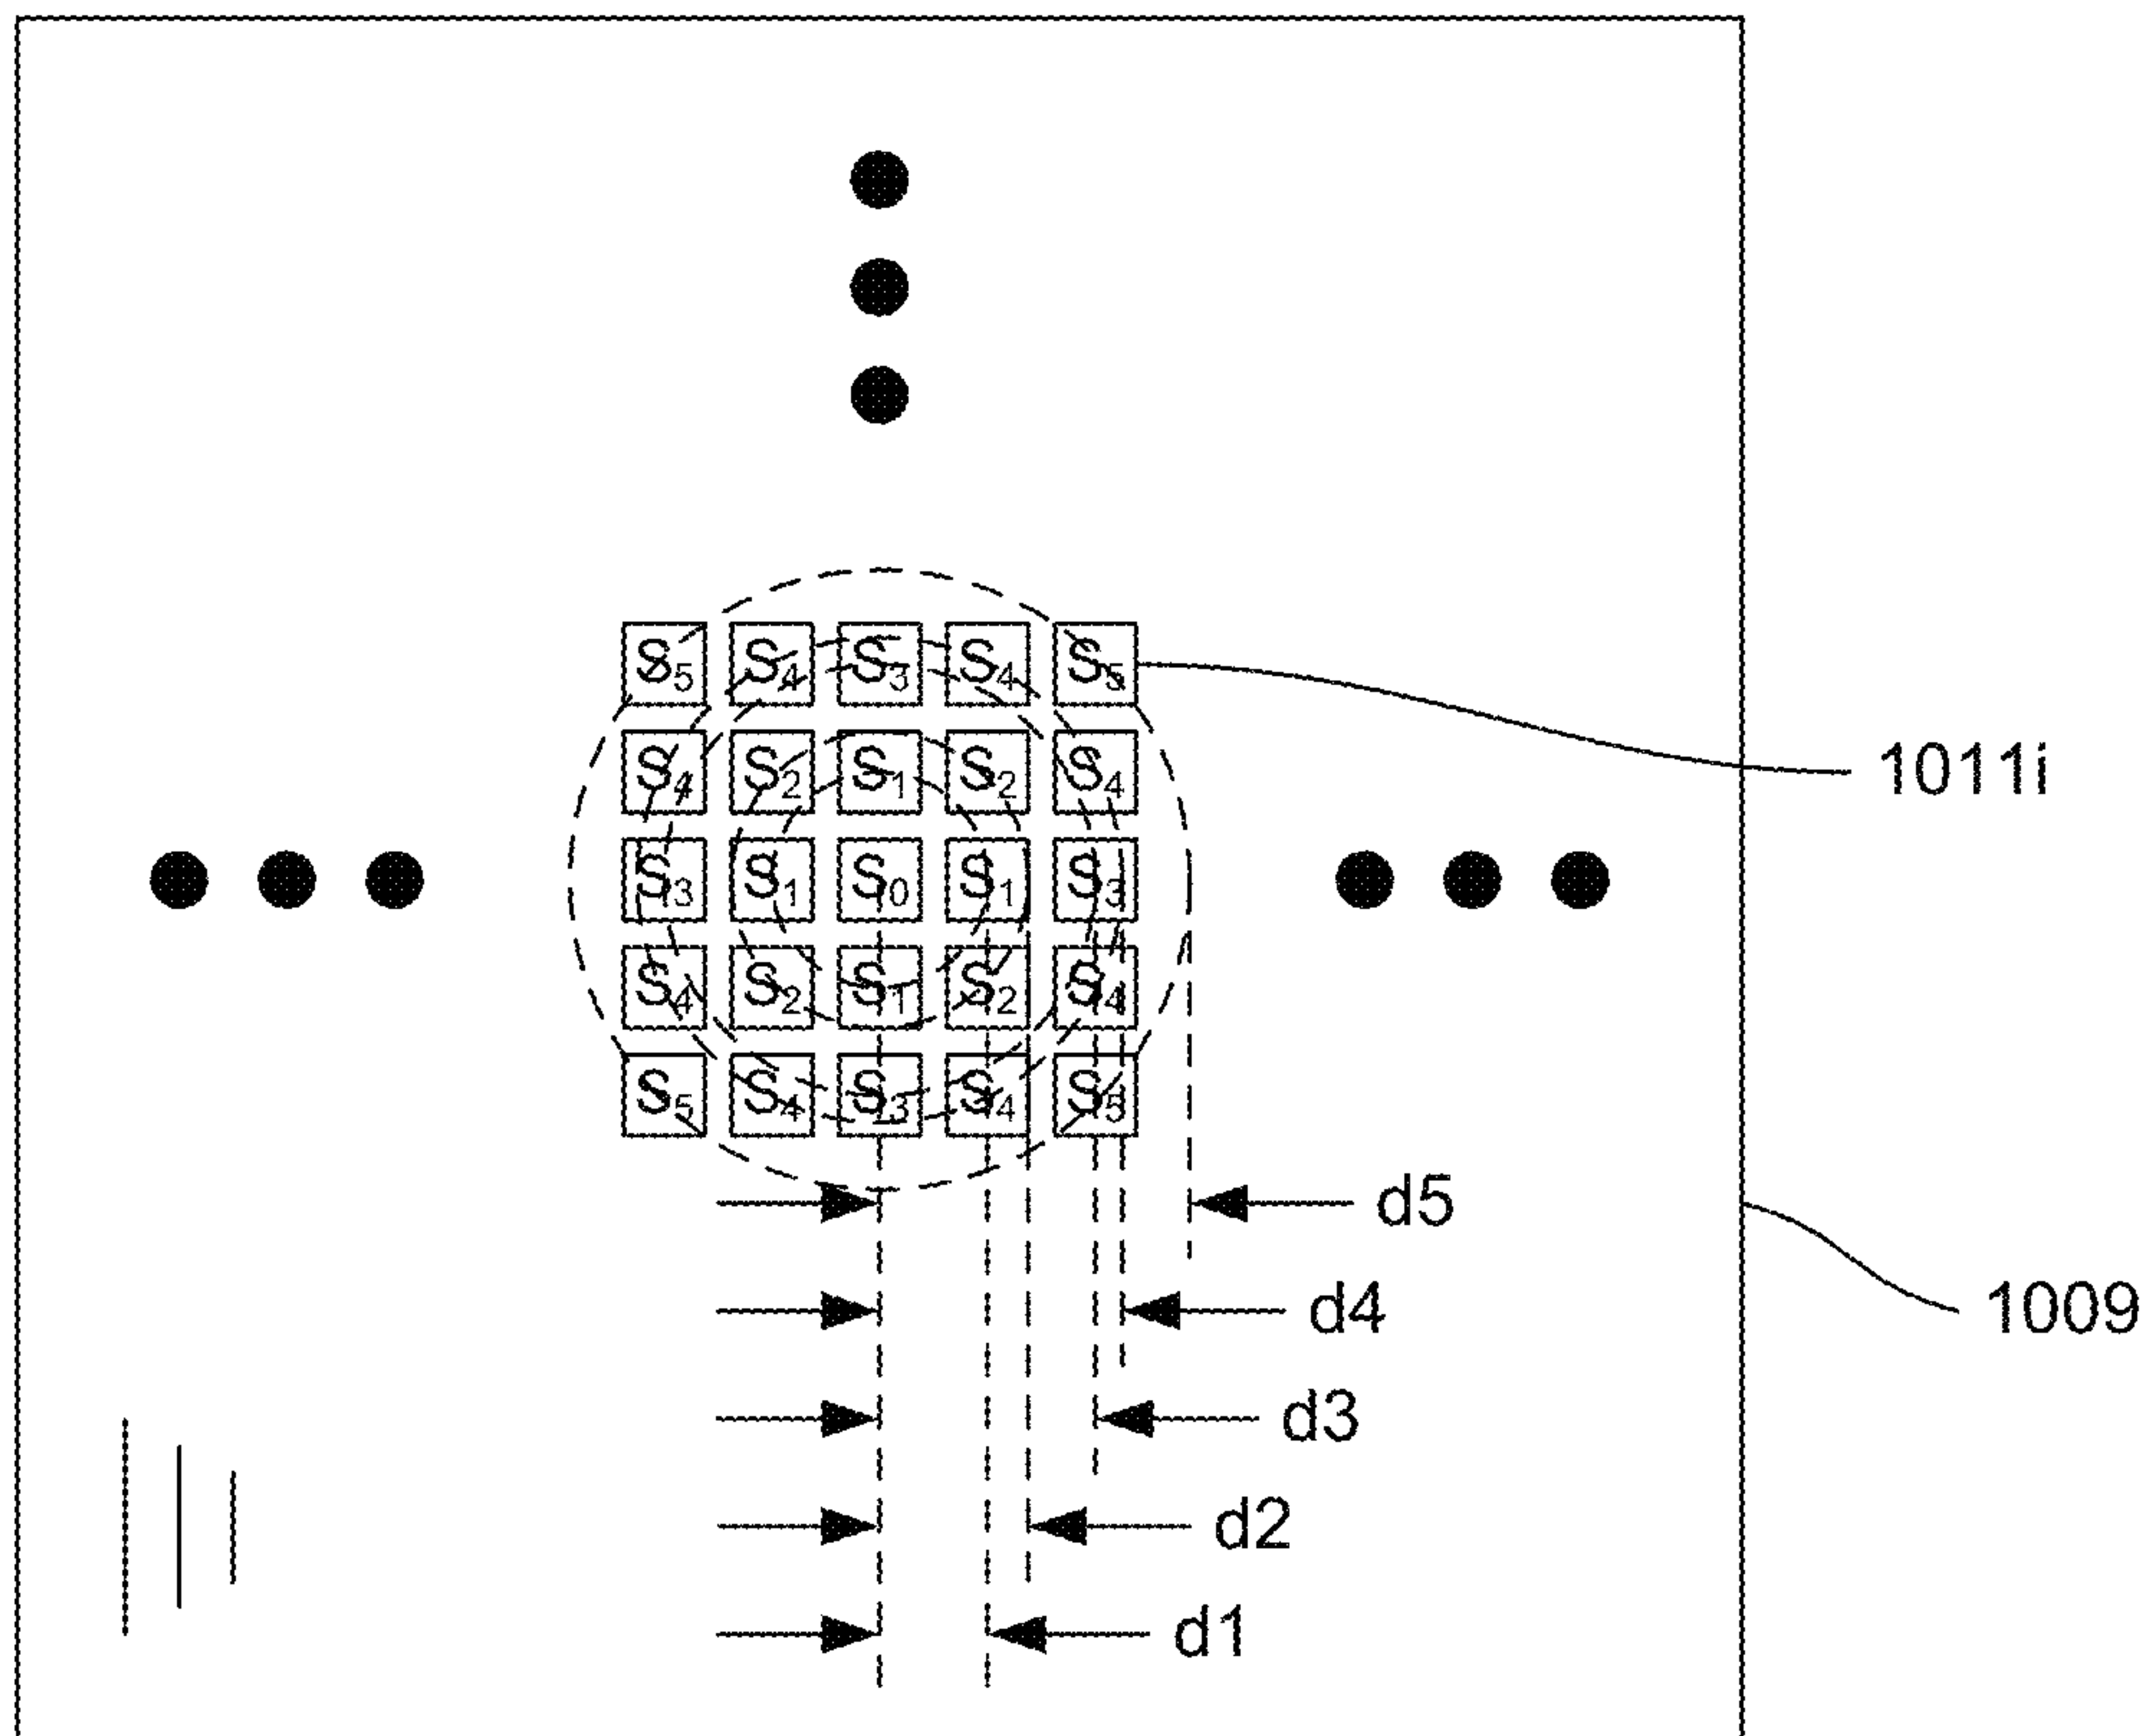 S₅ S₄ S₃ S₄ S₅
1011i
S₄ S₂ S₁ S₂ S₄
S₃ S₁ S₀ S₁ S₃
S₄ S₂ S₁ S₂ S₄
S₅ S₄ S₃ S₄ S₅
d5
d4
1009
d3
d2
d1